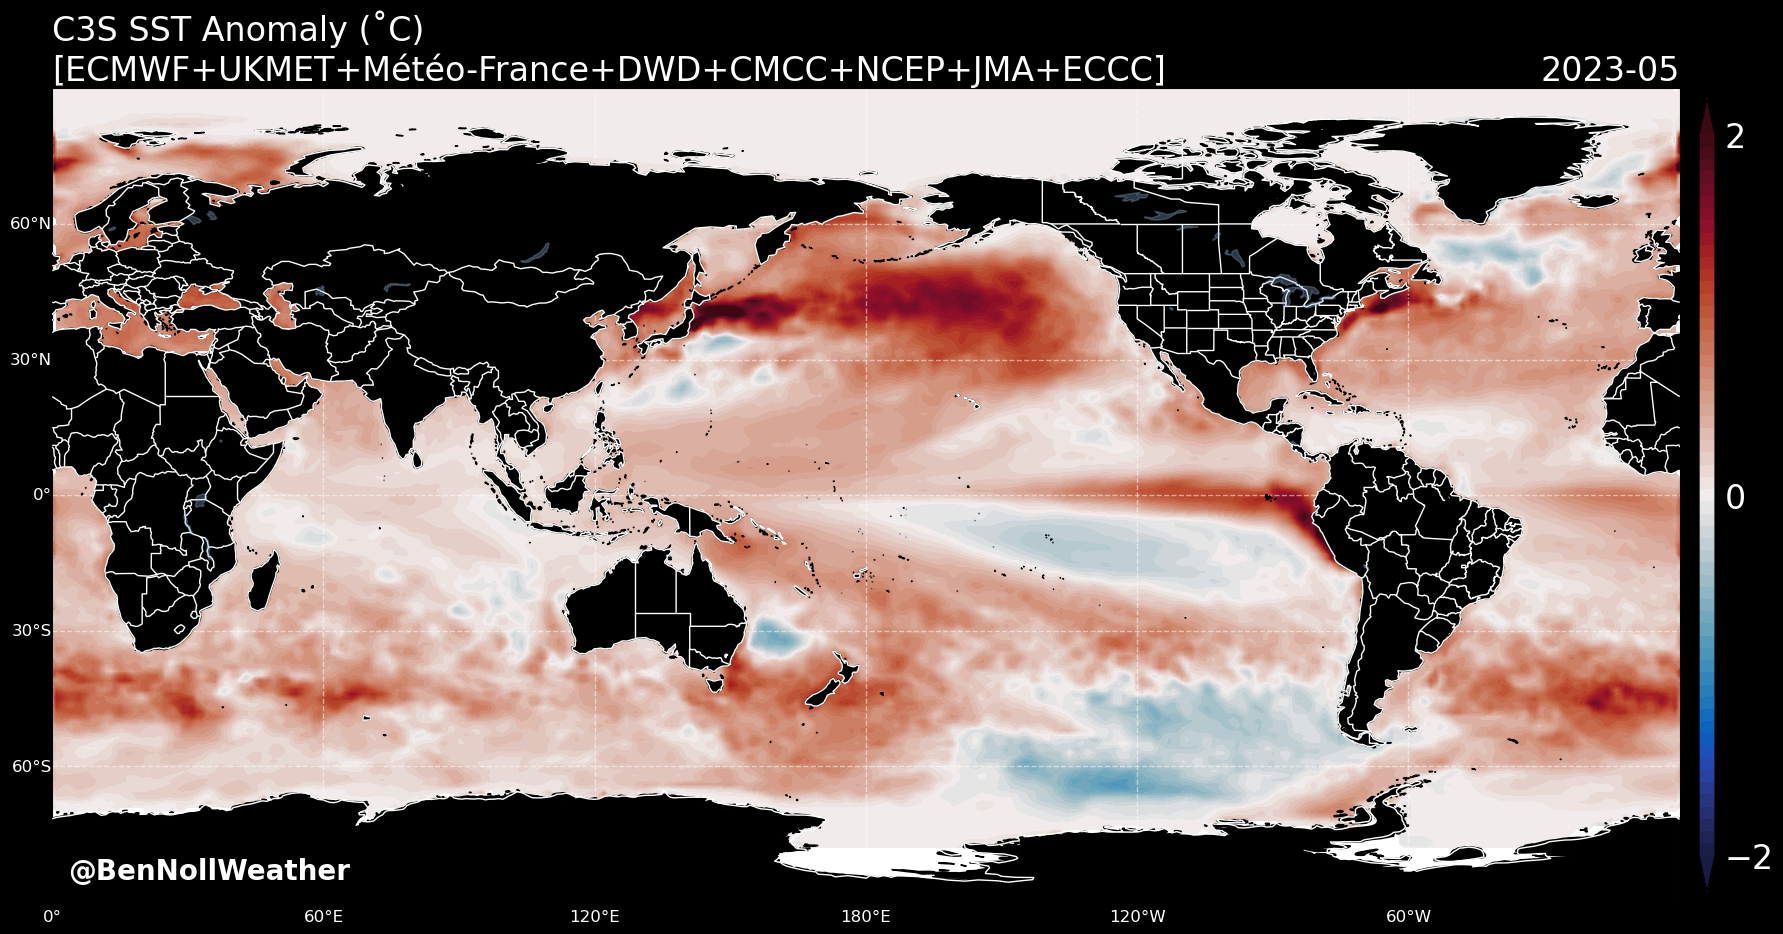 C3S SST Anomaly (˚C)
[ECMWF+UKMET+Météo-France+DWD+CMCC+NCEP+JMA+ECCC]
2023-05
2
0
−2
60°N
30°N
0°
30°S
60°S
@BenNollWeather
0°
60°E
120°E
180°E
120°W
60°W